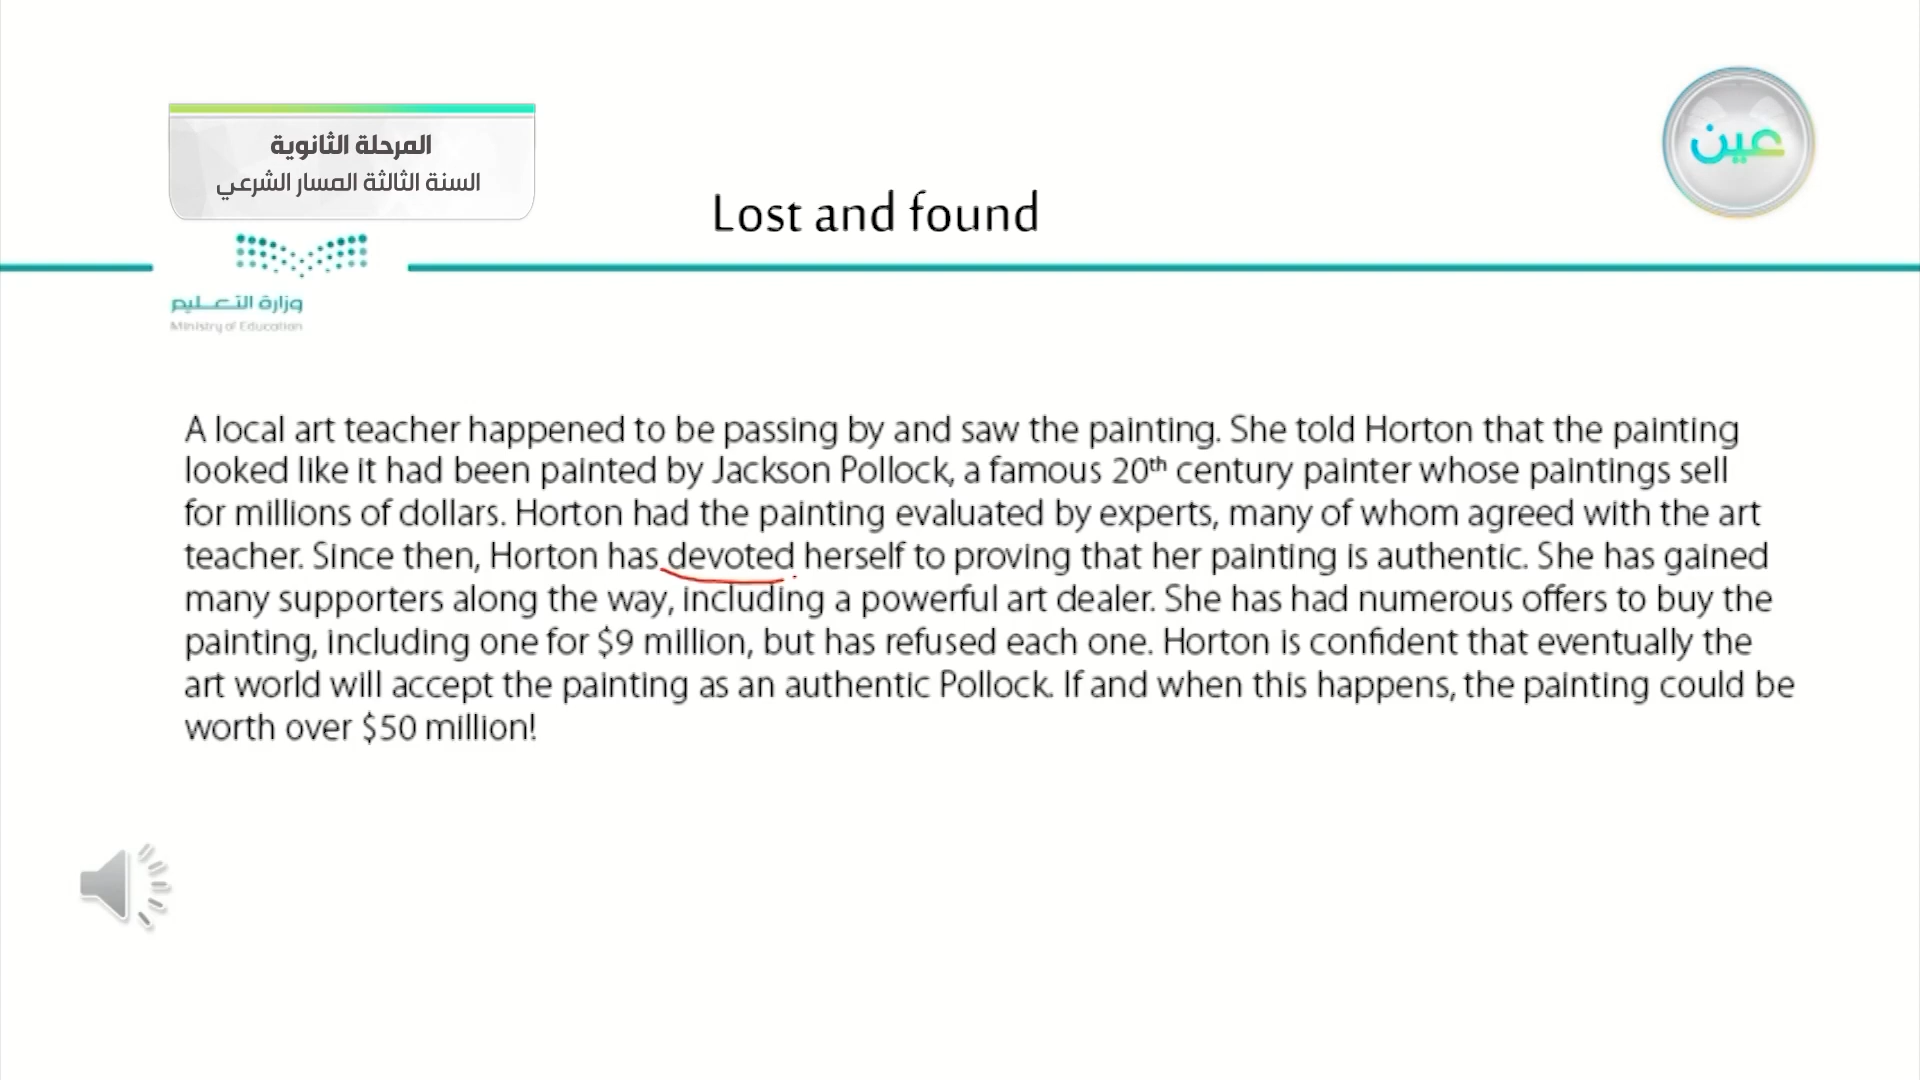 المرحلة الثانوية
السنة الثالثة المسار الشرعي
عين
Lost and found
وزارة التعليم
Ministry of Education
A local art teacher happened to be passing by and saw the painting. She told Horton that the painting
looked like it had been painted by Jackson Pollock, a famous 20th century painter whose paintings sell
for millions of dollars. Horton had the painting evaluated by experts, many of whom agreed with the art
teacher. Since then, Horton has devoted herself to proving that her painting is authentic. She has gained
many supporters along the way, including a powerful art dealer. She has had numerous offers to buy the
painting, including one for $9 million, but has refused each one. Horton is confident that eventually the
art world will accept the painting as an authentic Pollock. If and when this happens, the painting could be
worth over $50 million!